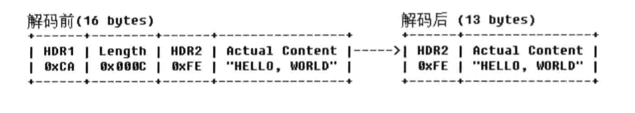 解码前(16 bytes) 解码后 (13 bytes)
+------+--------+------+----------------+ +------+----------------+
| HDR1 | Length | HDR2 | Actual Content |----->| HDR2 | Actual Content |
| 0xCA | 0x000C | 0xFE | "HELLO, WORLD" | | 0xFE | "HELLO, WORLD" |
+------+--------+------+----------------+ +------+----------------+